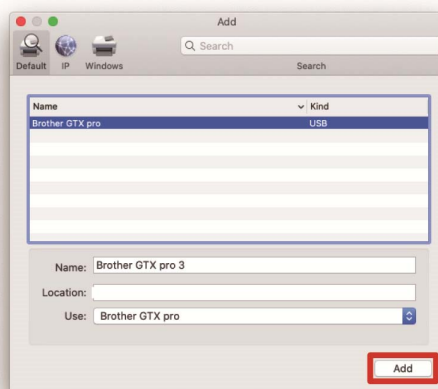 Add
Search
Default IP Windows Search
Name Kind
Brother GTX pro USB
Name: Brother GTX pro 3
Location:
Use: Brother GTX pro
Add